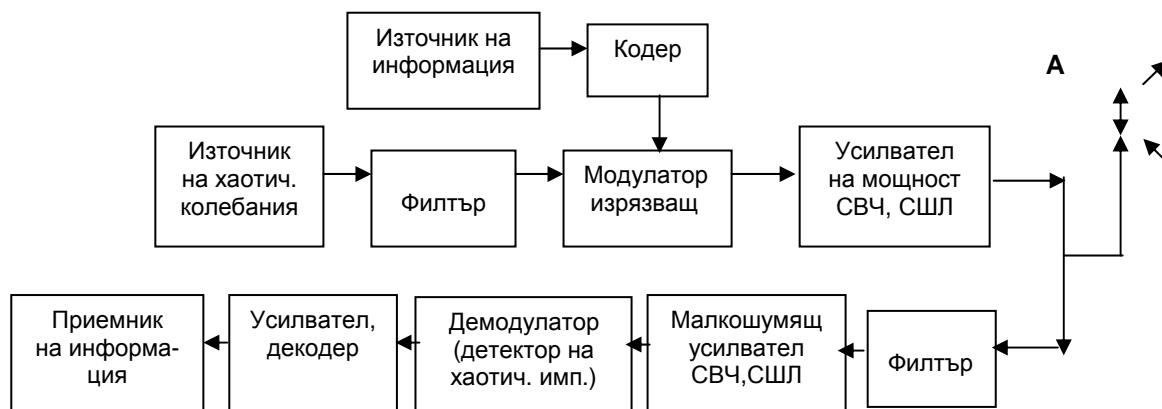 Източник на
информация
Кодер
А
Източник
на хаотич.
колебания
Филтър
Модулатор
изрязващ
Усилвател
на мощност
СВЧ, СШЛ
Приемник
на информа-
ция
Усилвател,
декодер
Демодулатор
(детектор на
хаотич. имп.)
Малкошумящ
усилвател
СВЧ,СШЛ
Филтър